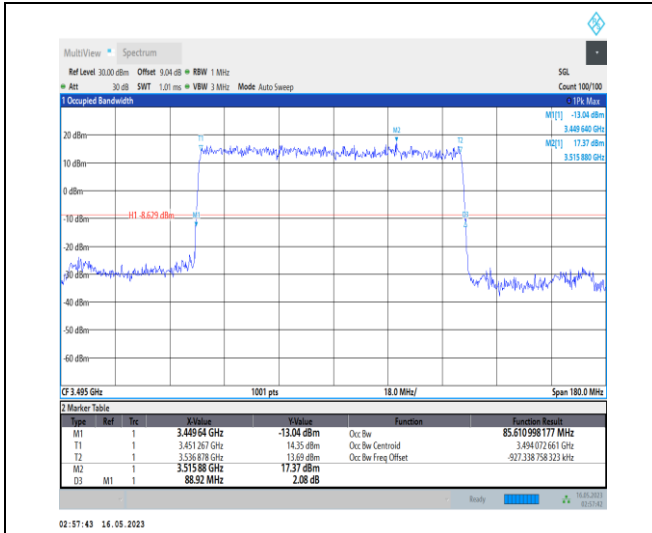 MultiView Spectrum
Ref Level 30.00 dBm Offset 9.04 dB RBW 1 MHz SGL
Att 30 dB SWT 1.01 ms VBW 3 MHz Mode Auto Sweep Count 100/100
1 Occupied Bandwidth 1Pk Max
M1[1] -13.04 dBm
3.449 640 GHz
M2[1] 17.37 dBm
3.515 880 GHz
M2
T1
T2
20 dBm
10 dBm
0 dBm
-10 dBm
H1 -8.629 dBm
M1
D3
-20 dBm
-30 dBm
-40 dBm
-50 dBm
-60 dBm
CF 3.495 GHz 1001 pts 18.0 MHz/ Span 180.0 MHz
2 Marker Table
Type Ref Trc X-Value Y-Value Function Function Result
M1 1 3.449 64 GHz -13.04 dBm Occ Bw 85.610 998 177 MHz
T1 1 3.451 267 GHz 14.35 dBm Occ Bw Centroid 3.494 072 661 GHz
T2 1 3.536 878 GHz 13.69 dBm Occ Bw Freq Offset -927.338 758 323 kHz
M2 1 3.515 88 GHz 17.37 dBm
D3 M1 1 88.92 MHz 2.08 dB
Ready 16.05.2023
02:57:42
02:57:43 16.05.2023